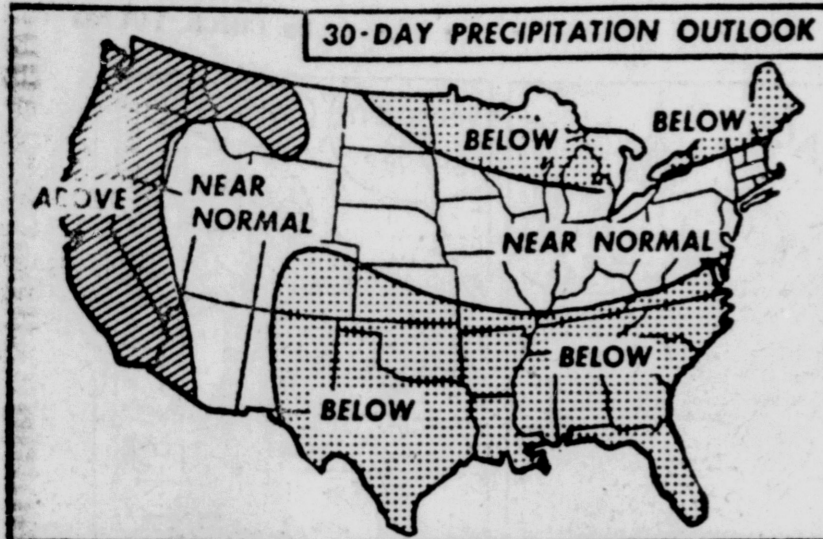 30-DAY PRECIPITATION OUTLOOK
BELOW
BELOW
ABOVE
NEAR
NORMAL
NEAR NORMAL
BELOW
BELOW